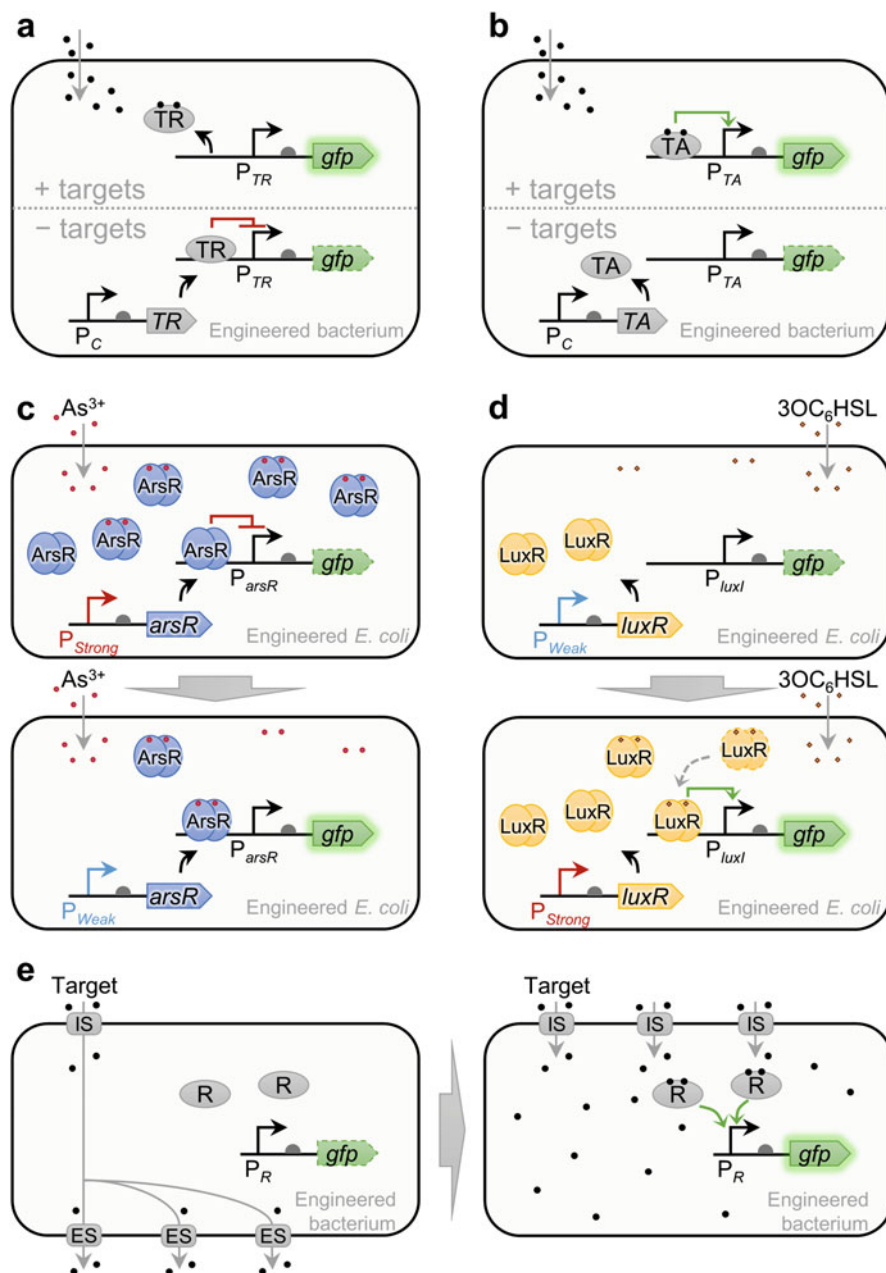 a
TR
P_TR
gfp
+ targets
− targets
TR
P_TR
gfp
P_C
TR
Engineered bacterium
b
TA
P_TA
gfp
+ targets
− targets
TA
P_TA
gfp
P_C
TA
Engineered bacterium
c
As³⁺
ArsR
ArsR
ArsR
ArsR
ArsR
ArsR
P_arsR
gfp
P_Strong
arsR
Engineered E. coli
As³⁺
ArsR
ArsR
P_arsR
gfp
P_Weak
arsR
Engineered E. coli
d
3OC₆HSL
LuxR
LuxR
P_luxI
gfp
P_Weak
luxR
Engineered E. coli
3OC₆HSL
LuxR
LuxR
LuxR
LuxR
LuxR
P_luxI
gfp
P_Strong
luxR
Engineered E. coli
e
Target
IS
R
R
P_R
gfp
Engineered
bacterium
ES
ES
ES
Target
IS
IS
IS
R
R
P_R
gfp
Engineered
bacterium